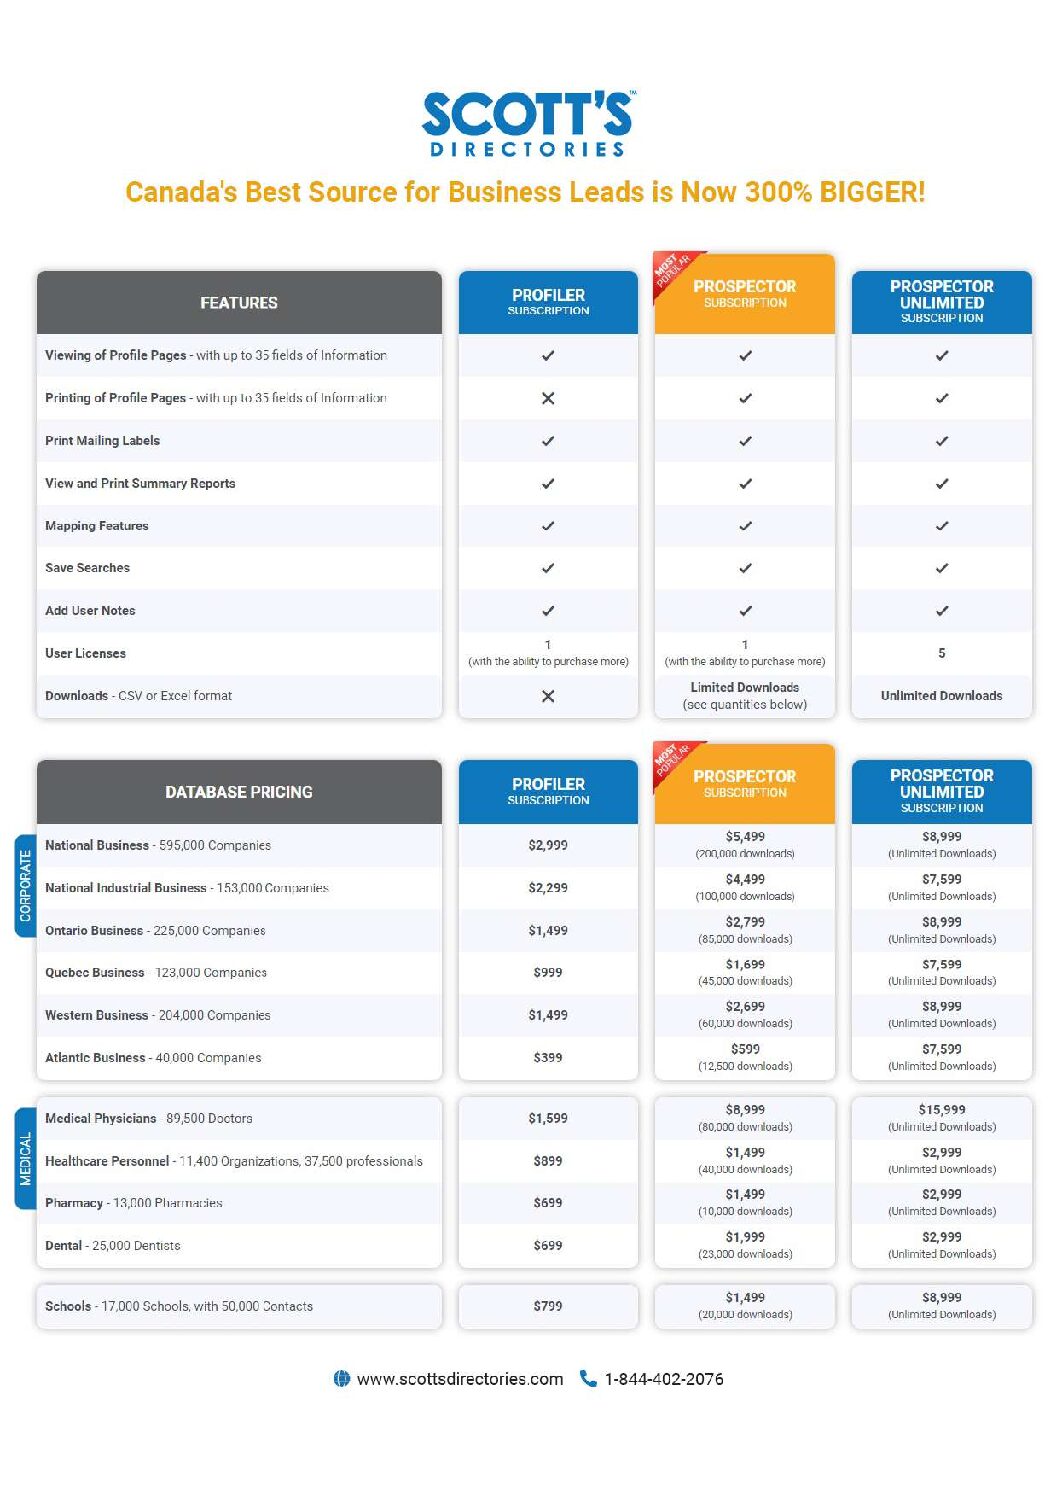 SCOTT'S™
DIRECTORIES
Canada's Best Source for Business Leads is Now 300% BIGGER!
FEATURES
PROFILER
SUBSCRIPTION
MOST
POPULAR
PROSPECTOR
SUBSCRIPTION
PROSPECTOR
UNLIMITED
SUBSCRIPTION
Viewing of Profile Pages - with up to 35 fields of Information ✓ ✓ ✓
Printing of Profile Pages - with up to 35 fields of Information ✕ ✓ ✓
Print Mailing Labels ✓ ✓ ✓
View and Print Summary Reports ✓ ✓ ✓
Mapping Features ✓ ✓ ✓
Save Searches ✓ ✓ ✓
Add User Notes ✓ ✓ ✓
User Licenses
1
(with the ability to purchase more)
1
(with the ability to purchase more)
5
Downloads - CSV or Excel format ✕
Limited Downloads
(see quantities below)
Unlimited Downloads
DATABASE PRICING
PROFILER
SUBSCRIPTION
MOST
POPULAR
PROSPECTOR
SUBSCRIPTION
PROSPECTOR
UNLIMITED
SUBSCRIPTION
CORPORATE
National Business - 595,000 Companies
$2,999
$5,499
(200,000 downloads)
$8,999
(Unlimited Downloads)
National Industrial Business - 153,000 Companies
$2,299
$4,499
(100,000 downloads)
$7,599
(Unlimited Downloads)
Ontario Business - 225,000 Companies
$1,499
$2,799
(85,000 downloads)
$8,999
(Unlimited Downloads)
Quebec Business - 123,000 Companies
$999
$1,699
(45,000 downloads)
$7,599
(Unlimited Downloads)
Western Business - 204,000 Companies
$1,499
$2,699
(60,000 downloads)
$8,999
(Unlimited Downloads)
Atlantic Business - 40,000 Companies
$399
$599
(12,500 downloads)
$7,599
(Unlimited Downloads)
MEDICAL
Medical Physicians - 89,500 Doctors
$1,599
$8,999
(80,000 downloads)
$15,999
(Unlimited Downloads)
Healthcare Personnel - 11,400 Organizations, 37,500 professionals
$899
$1,499
(40,000 downloads)
$2,999
(Unlimited Downloads)
Pharmacy - 13,000 Pharmacies
$699
$1,499
(10,000 downloads)
$2,999
(Unlimited Downloads)
Dental - 25,000 Dentists
$699
$1,999
(23,000 downloads)
$2,999
(Unlimited Downloads)
Schools - 17,000 Schools, with 50,000 Contacts
$799
$1,499
(20,000 downloads)
$8,999
(Unlimited Downloads)
www.scottsdirectories.com 1-844-402-2076